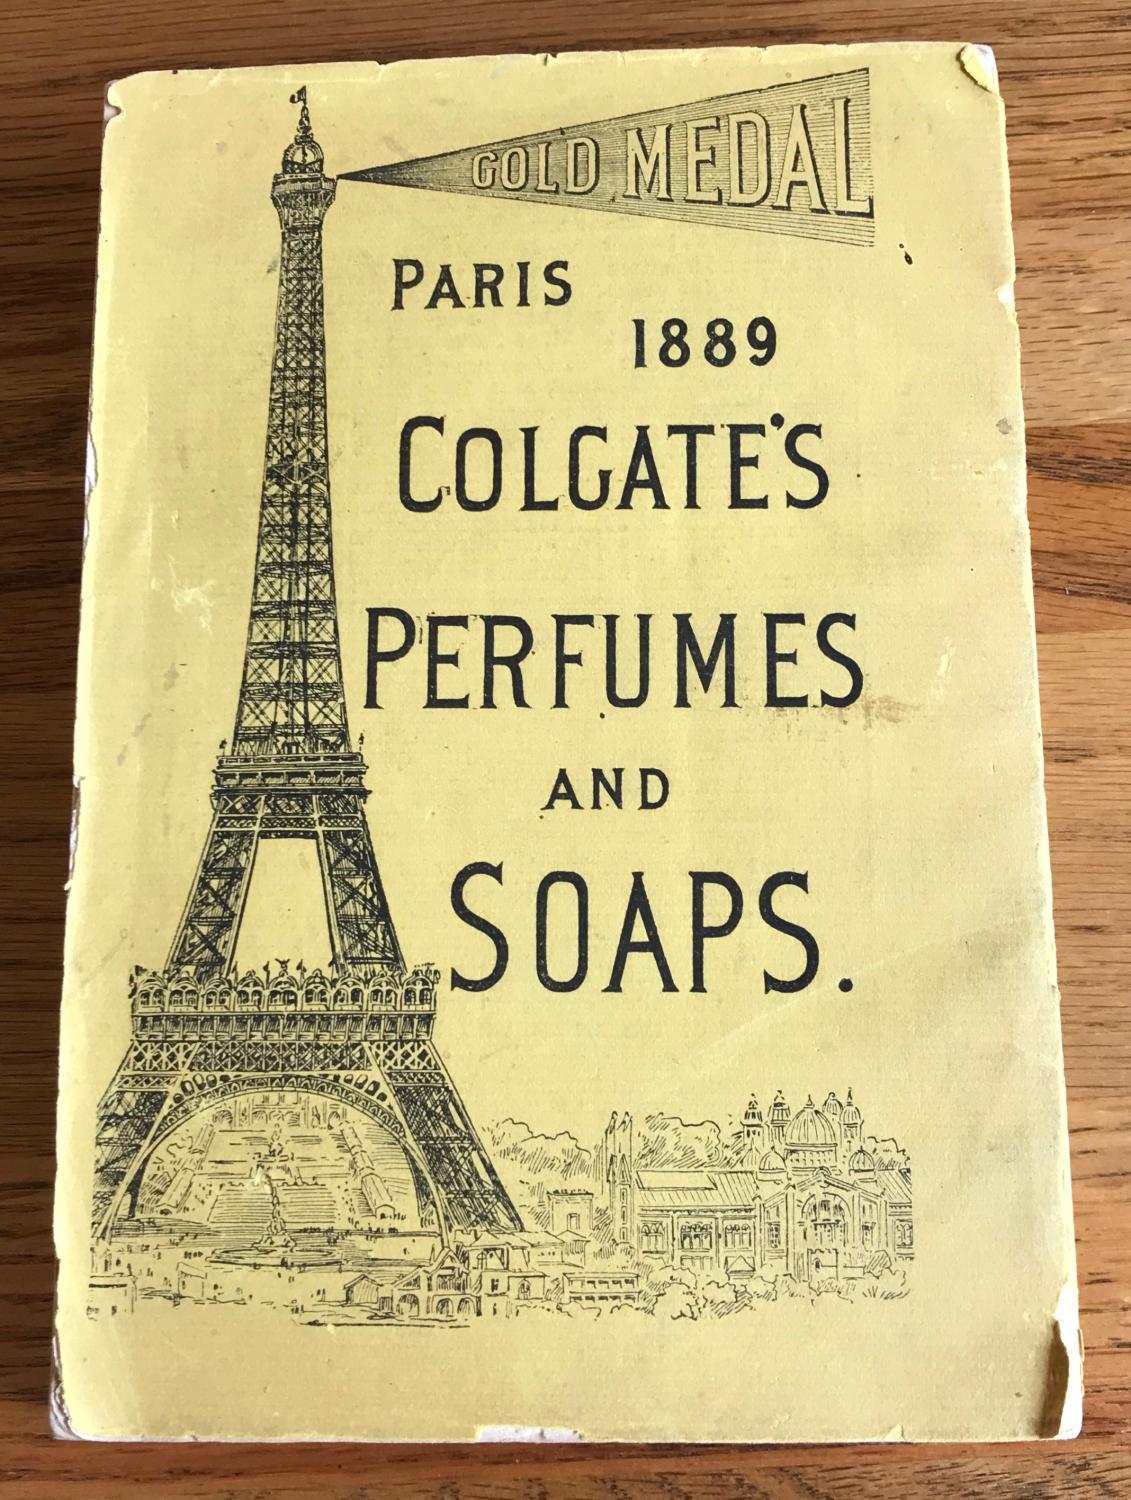 GOLD MEDAL
PARIS
1889
COLGATE'S
PERFUMES
AND
SOAPS.